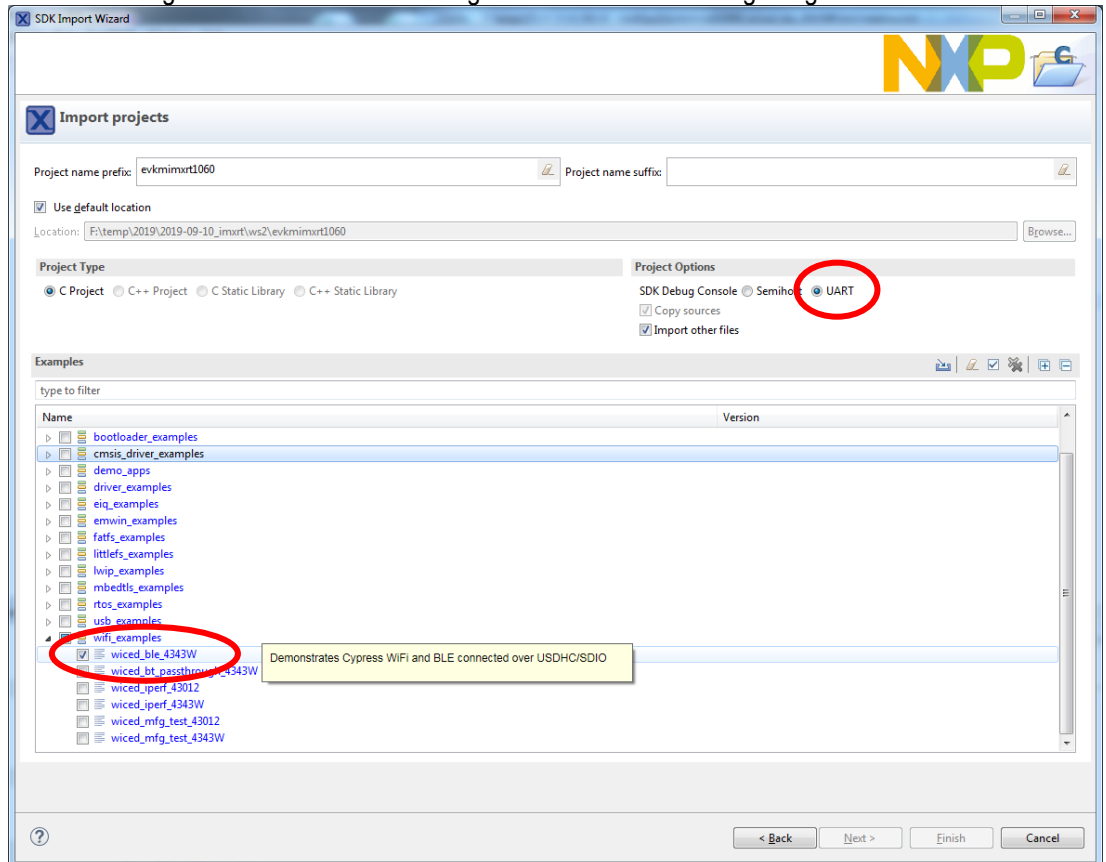 SDK Import Wizard
NXP
Import projects
Project name prefix: evkmimxrt1060 Project name suffix:
Use default location
Location: F:\temp\2019\2019-09-10_imxrt\ws2\evkmimxrt1060 Browse...
Project Type Project Options
C Project C++ Project C Static Library C++ Static Library SDK Debug Console Semihost UART
Copy sources
Import other files
Examples
type to filter
Name Version
bootloader_examples
cmsis_driver_examples
demo_apps
driver_examples
eiq_examples
emwin_examples
fatfs_examples
littlefs_examples
lwip_examples
mbedtls_examples
rtos_examples
usb_examples
wifi_examples
wiced_ble_4343W
Demonstrates Cypress WiFi and BLE connected over USDHC/SDIO
wiced_bt_passthrough_4343W
wiced_iperf_43012
wiced_iperf_4343W
wiced_mfg_test_43012
wiced_mfg_test_4343W
< Back Next > Finish Cancel